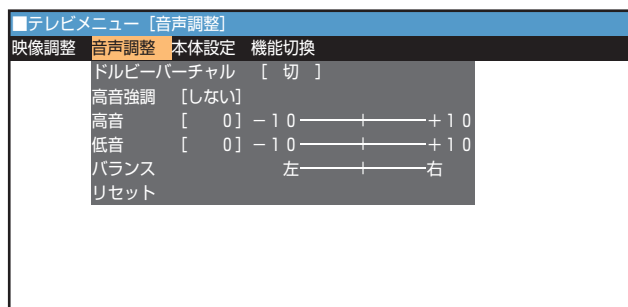 ■テレビメニュー［音声調整］
映像調整 音声調整 本体設定 機能切換
ドルビーバーチャル ［ 切 ］
高音強調 ［しない］
高音 ［ ０］－１０ ＋１０
低音 ［ ０］－１０ ＋１０
バランス 左 右
リセット